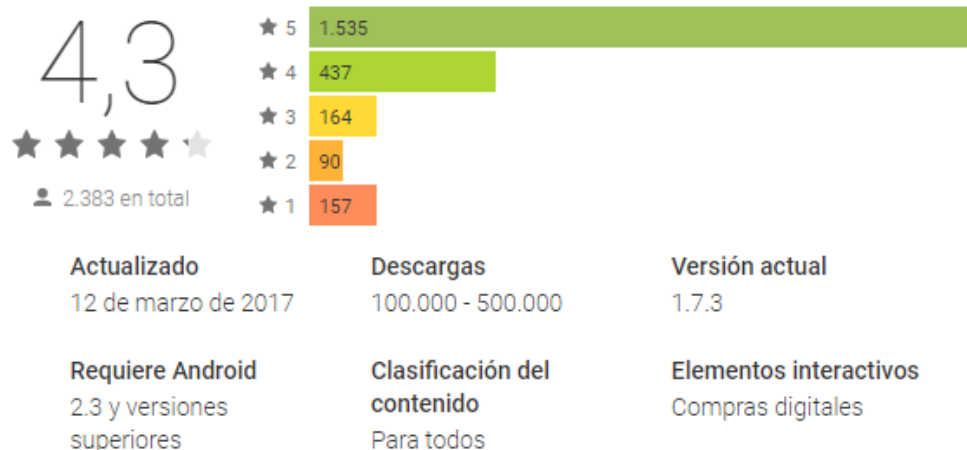 4,3
2.383 en total
5 1.535
4 437
3 164
2 90
1 157
Actualizado
12 de marzo de 2017
Descargas
100.000 - 500.000
Versión actual
1.7.3
Requiere Android
2.3 y versiones
superiores
Clasificación del
contenido
Para todos
Elementos interactivos
Compras digitales